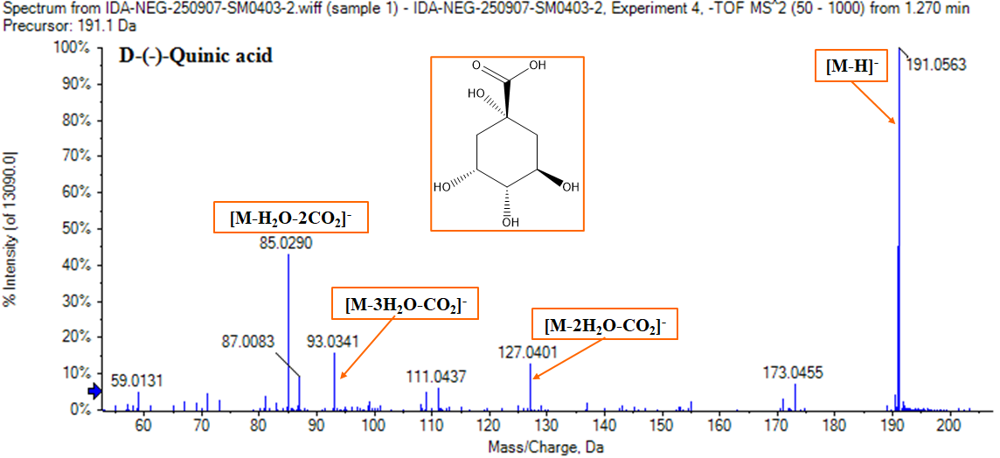 Spectrum from IDA-NEG-250907-SM0403-2.wiff (sample 1) - IDA-NEG-250907-SM0403-2, Experiment 4, -TOF MS^2 (50 - 1000) from 1.270 min
Precursor: 191.1 Da
D-(-)-Quinic acid
% Intensity (of 13090.0)
100%
90%
80%
70%
60%
50%
40%
30%
20%
10%
0%
O
OH
HO
HO
OH
OH
[M-H]⁻
191.0563
[M-H₂O-2CO₂]⁻
85.0290
[M-3H₂O-CO₂]⁻
[M-2H₂O-CO₂]⁻
87.0083
93.0341
127.0401
59.0131
111.0437
173.0455
60
70
80
90
100
110
120
130
140
150
160
170
180
190
200
Mass/Charge, Da